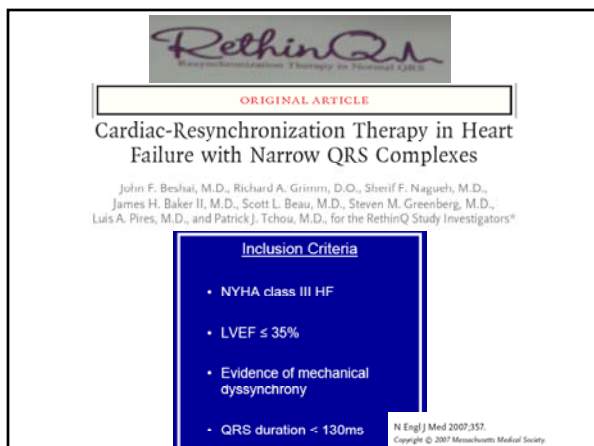 RethinQ
Resynchronization Therapy in Normal QRS
ORIGINAL ARTICLE
Cardiac-Resynchronization Therapy in Heart
Failure with Narrow QRS Complexes
John F. Beshai, M.D., Richard A. Grimm, D.O., Sherif F. Nagueh, M.D.,
James H. Baker II, M.D., Scott L. Beau, M.D., Steven M. Greenberg, M.D.,
Luis A. Pires, M.D., and Patrick J. Tchou, M.D., for the RethinQ Study Investigators*
Inclusion Criteria
• NYHA class III HF
• LVEF ≤ 35%
• Evidence of mechanical
dyssynchrony
• QRS duration < 130ms
N Engl J Med 2007;357.
Copyright © 2007 Massachusetts Medical Society.